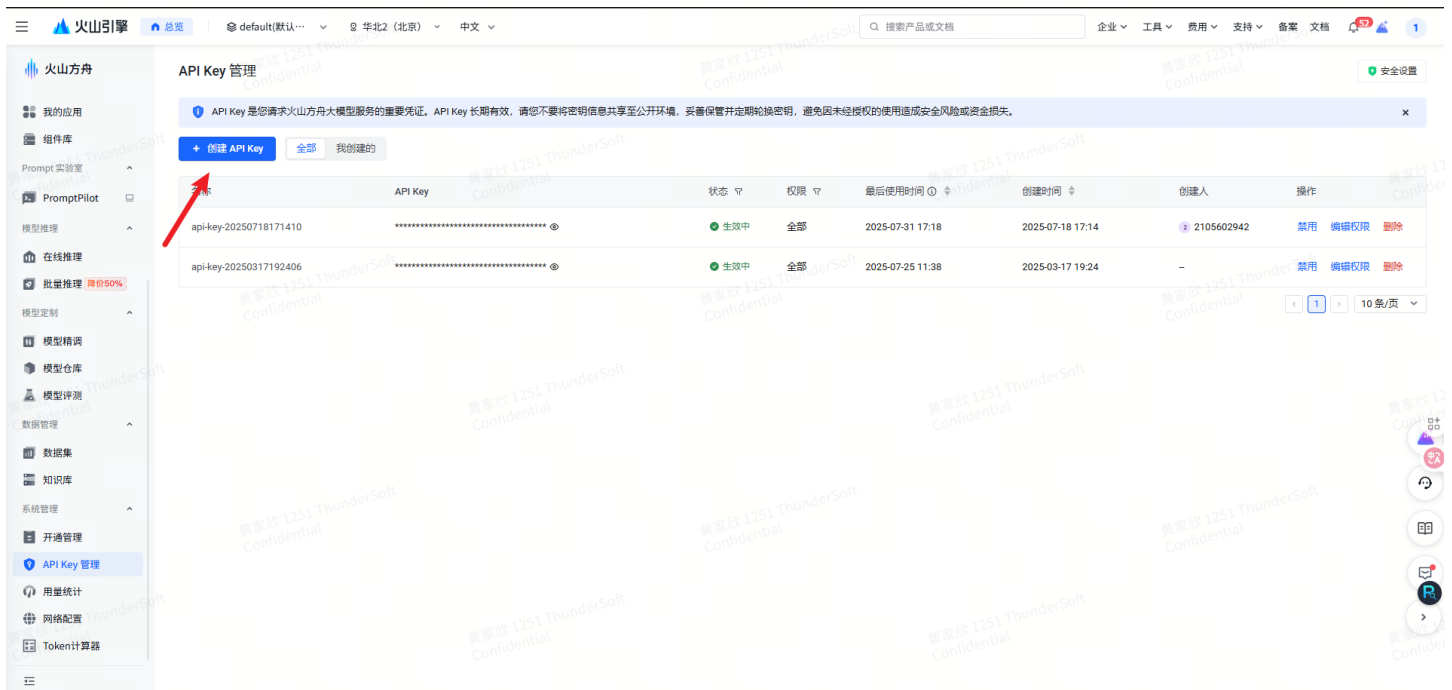 火山引擎 总览 default(默认… 华北2（北京） 中文 搜索产品或文档 企业 工具 费用 支持 备案 文档 52 1
火山方舟
我的应用
组件库
Prompt 实验室
PromptPilot
模型推理
在线推理
批量推理 降价50%
模型定制
模型精调
模型仓库
模型评测
数据管理
数据集
知识库
系统管理
开通管理
API Key 管理
用量统计
网络配置
Token计算器
API Key 管理 安全设置
API Key 是您请求火山方舟大模型服务的重要凭证。API Key 长期有效，请您不要将密钥信息共享至公开环境，妥善保管并定期轮换密钥，避免因未经授权的使用造成安全风险或资金损失。
+ 创建 API Key 全部 我创建的
名称 API Key 状态 权限 最后使用时间 创建时间 创建人 操作
api-key-20250718171410 ************************************ 生效中 全部 2025-07-31 17:18 2025-07-18 17:14 2 2105602942 禁用 编辑权限 删除
api-key-20250317192406 ************************************ 生效中 全部 2025-07-25 11:38 2025-03-17 19:24 – 禁用 编辑权限 删除
1 10 条/页
黄家欣 1251 ThunderSoft
Confidential